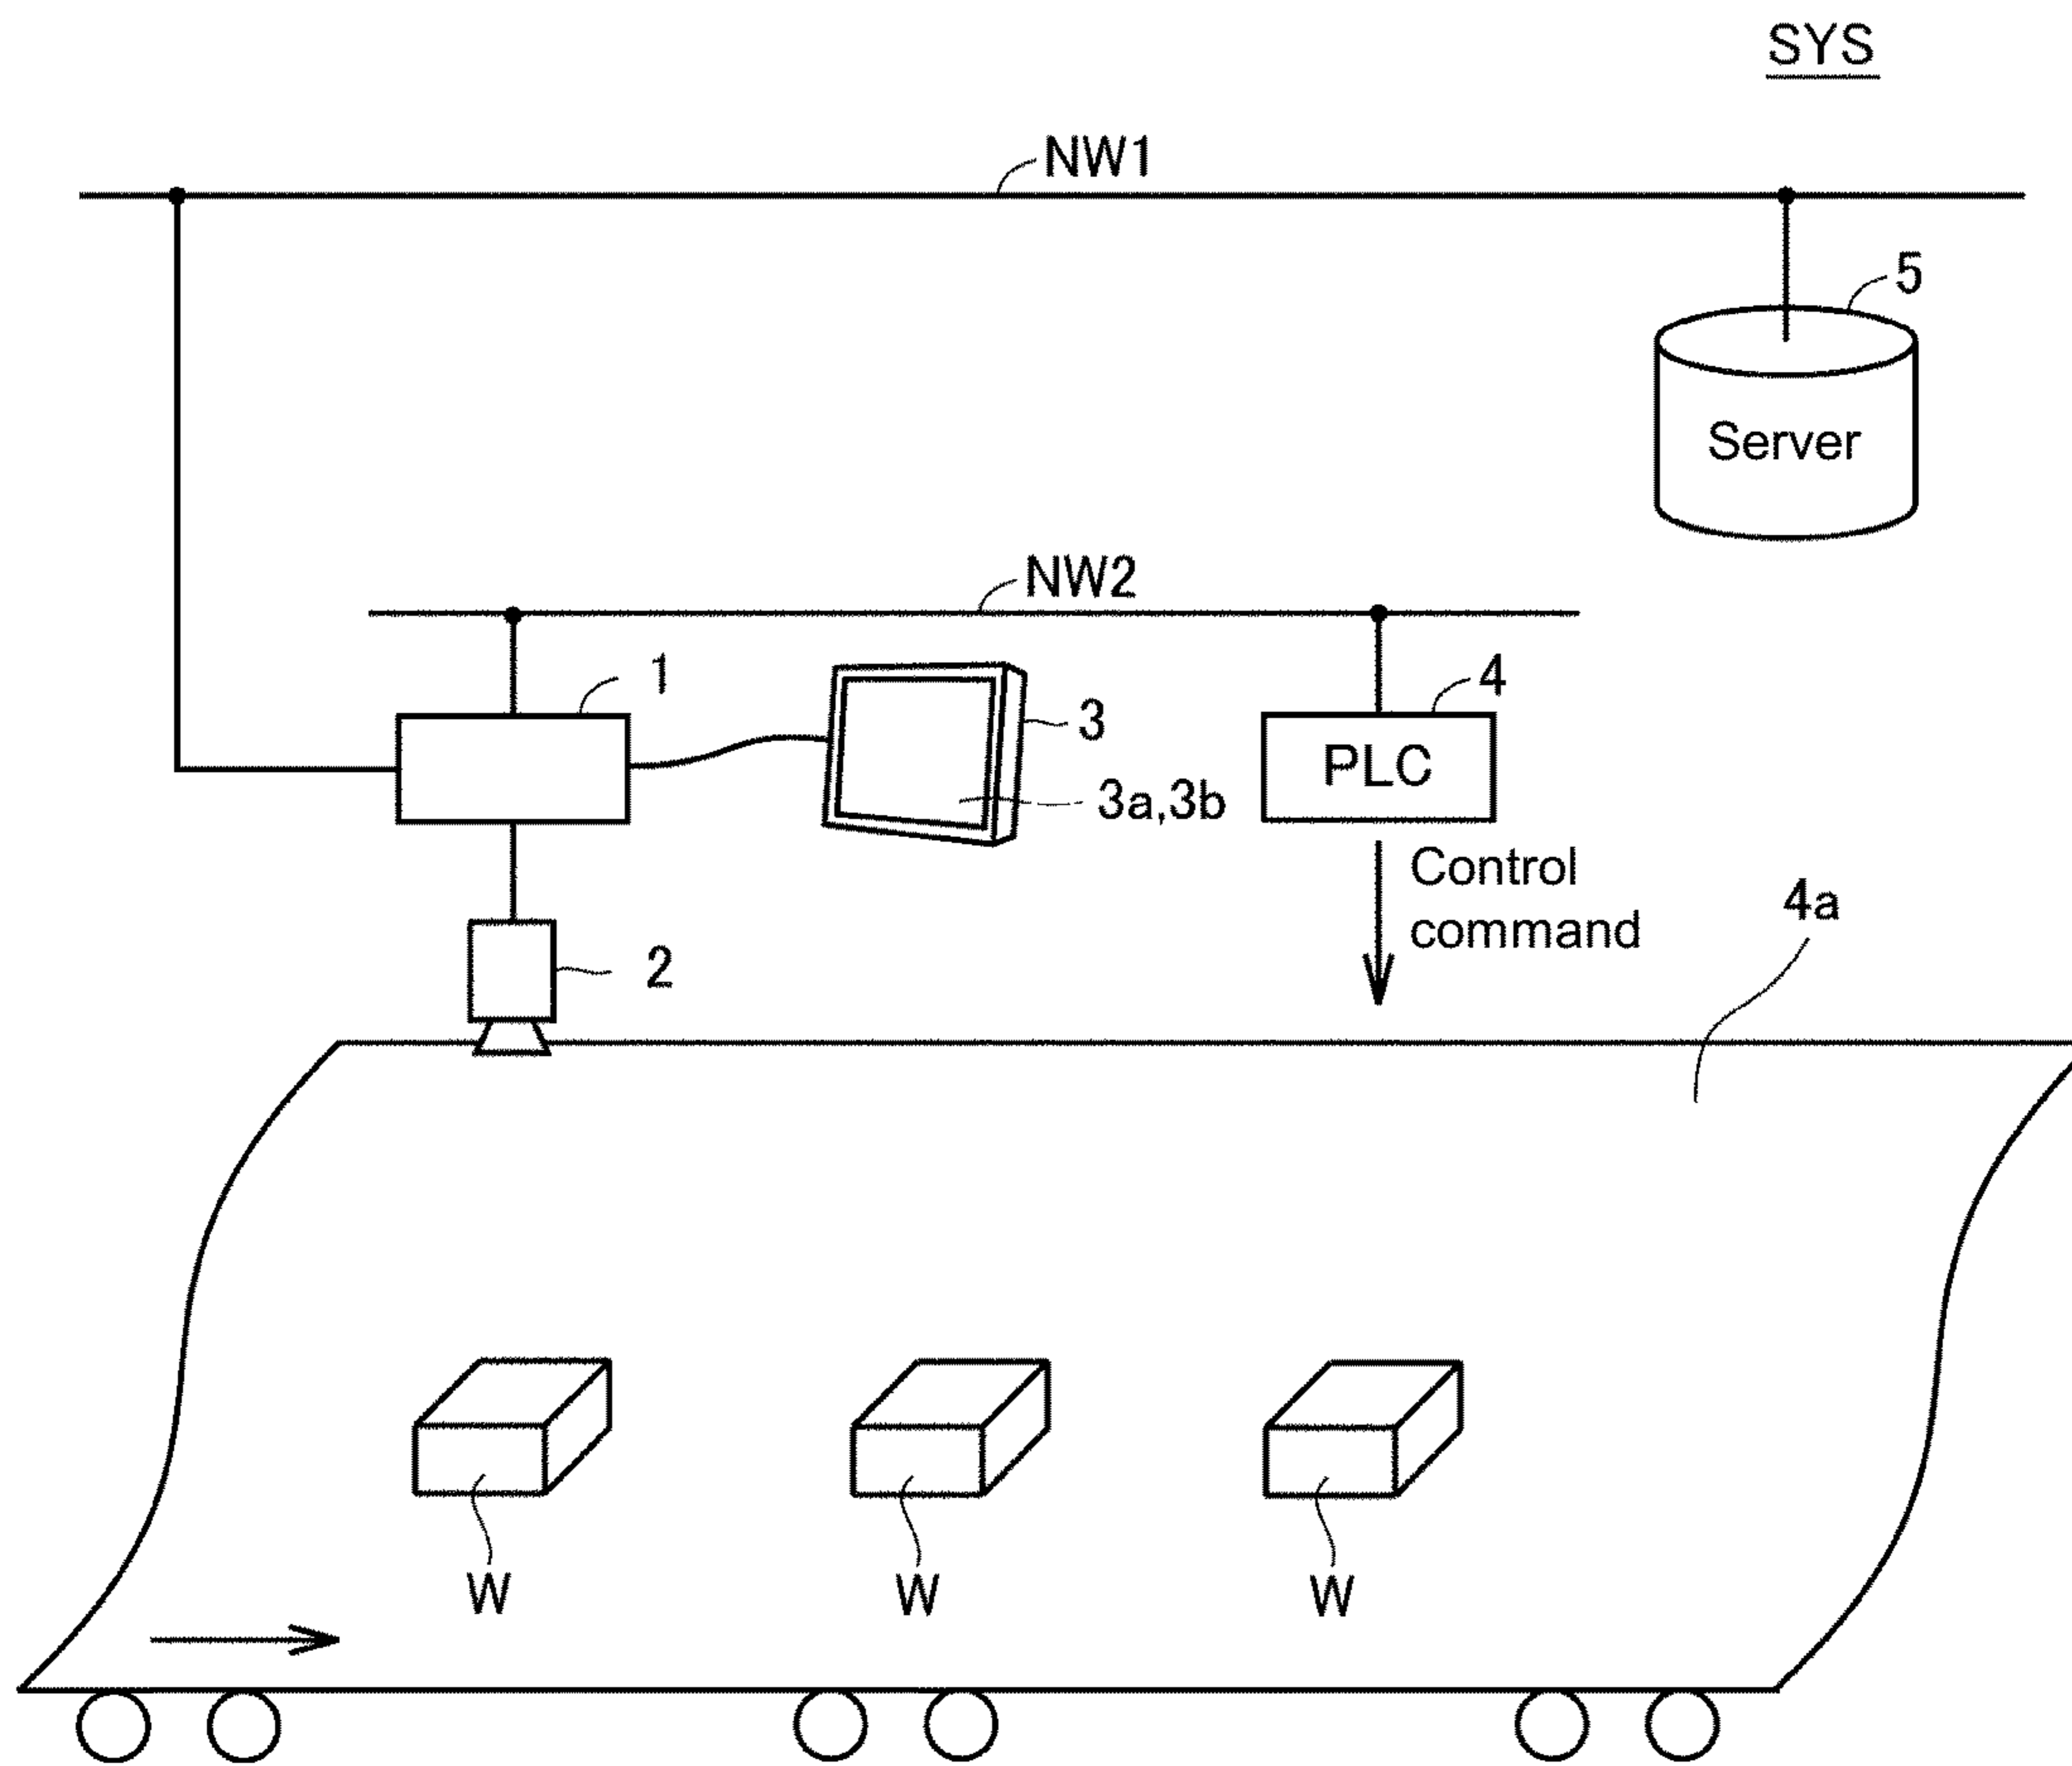 SYS
NW1
5
Server
NW2
1
3
4
PLC
3a,3b
Control
command
4a
2
W
W
W